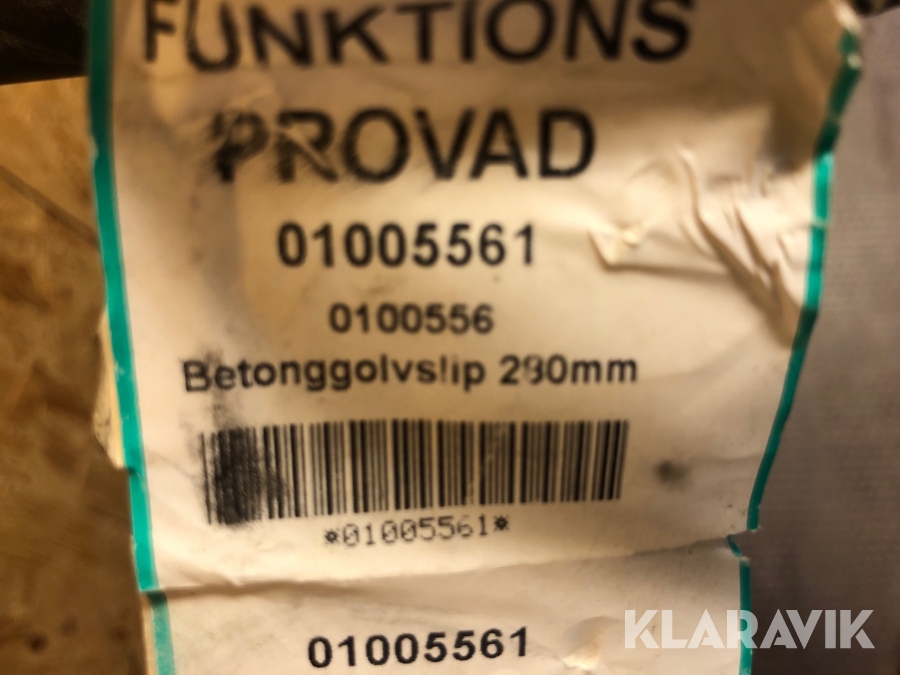 FUNKTIONS
PROVAD
01005561
0100556
Betonggolvslip 280mm
*01005561*
01005561
KLARAVIK